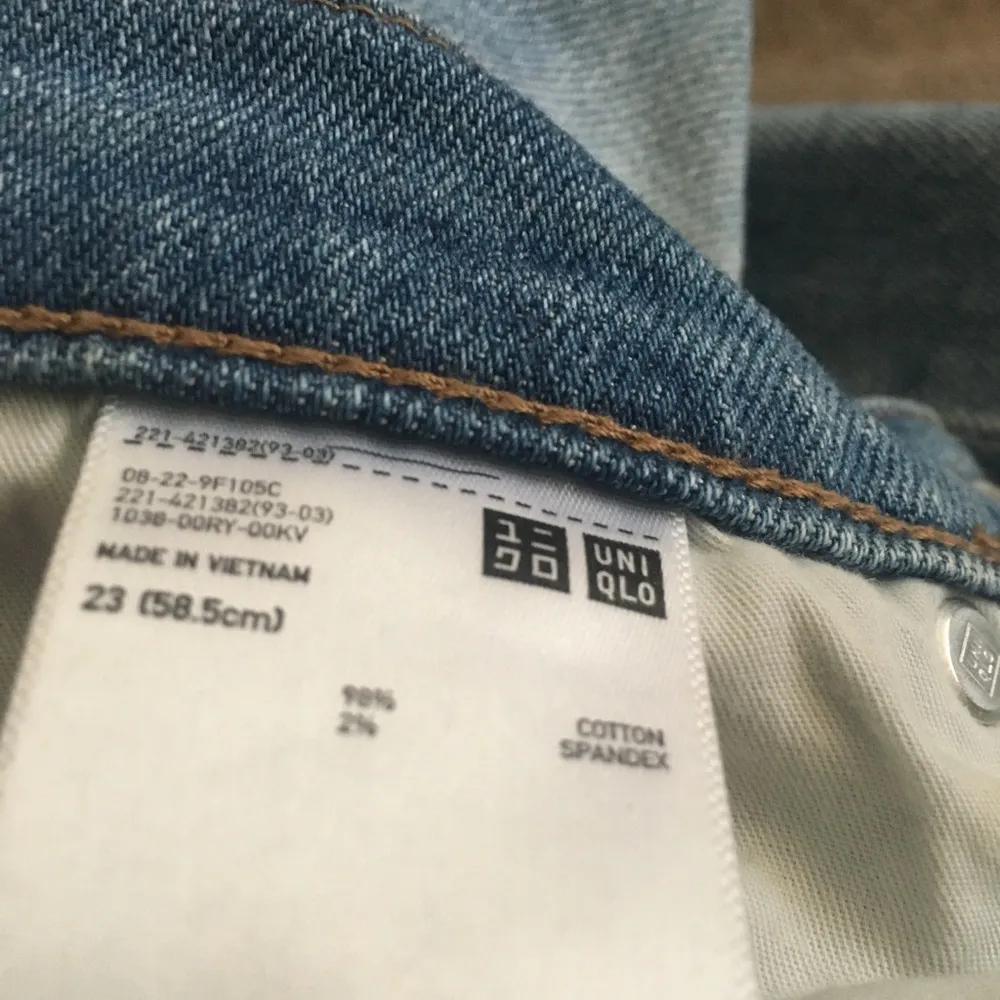 221-421382(93-03)
08-22-9F105C
221-421382(93-03)
103B-00RY-00KV
MADE IN VIETNAM
23 (58.5cm)
ユニ
クロ
UNI
QLO
98% COTTON
2% SPANDEX